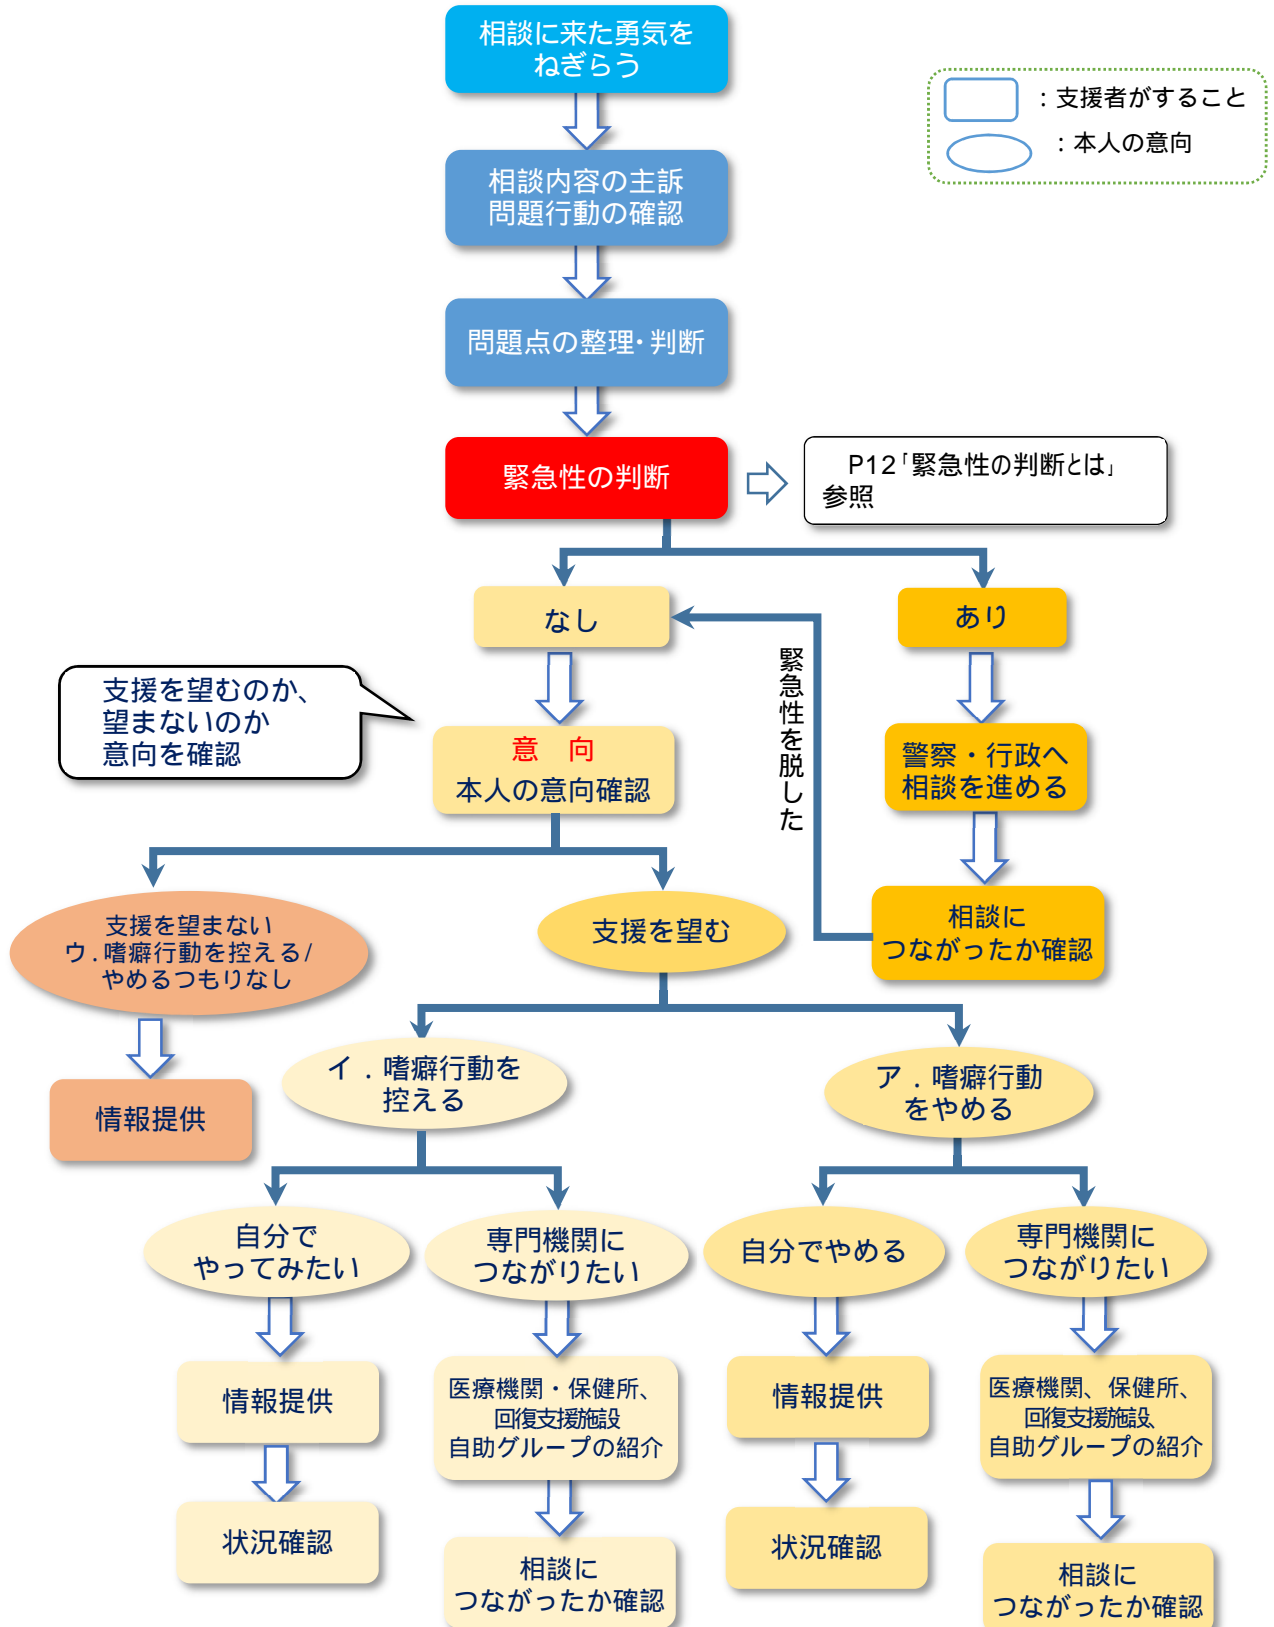 相談に来た勇気を
ねぎらう
：支援者がすること
：本人の意向
相談内容の主訴
問題行動の確認
問題点の整理・判断
緊急性の判断
P12「緊急性の判断とは」
参照
なし
あり
緊急性を脱した
支援を望むのか、
望まないのか
意向を確認
意　向
本人の意向確認
警察・行政へ
相談を進める
相談に
つながったか確認
支援を望まない
ウ．嗜癖行動を控える/
やめるつもりなし
支援を望む
情報提供
イ．嗜癖行動を
控える
ア．嗜癖行動
をやめる
自分で
やってみたい
専門機関に
つながりたい
自分でやめる
専門機関に
つながりたい
情報提供
医療機関・保健所、
回復支援施設
自助グループの紹介
情報提供
医療機関、保健所、
回復支援施設、
自助グループの紹介
状況確認
相談に
つながったか確認
状況確認
相談に
つながったか確認